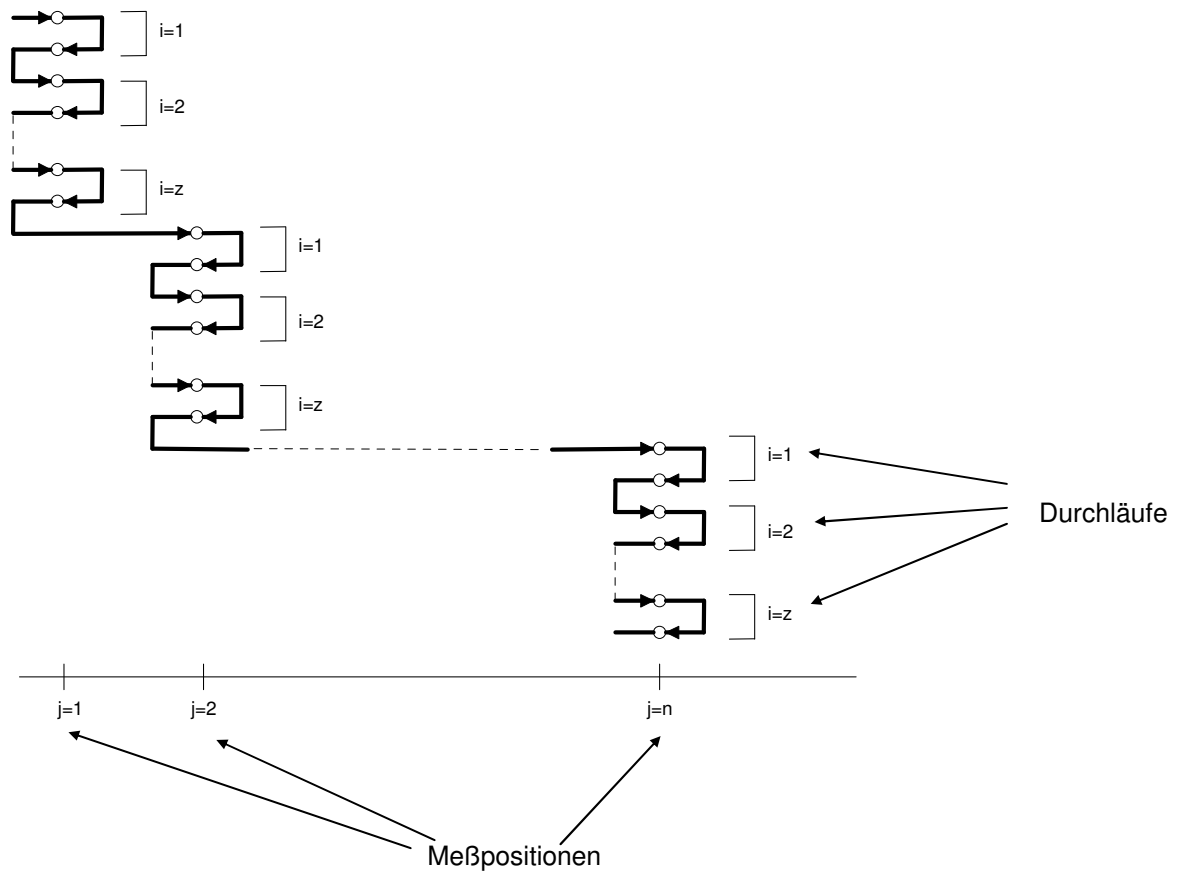 i=1
i=2
i=z
i=1
i=2
i=z
i=1
i=2
i=z
Durchläufe
j=1 j=2 j=n
Meßpositionen